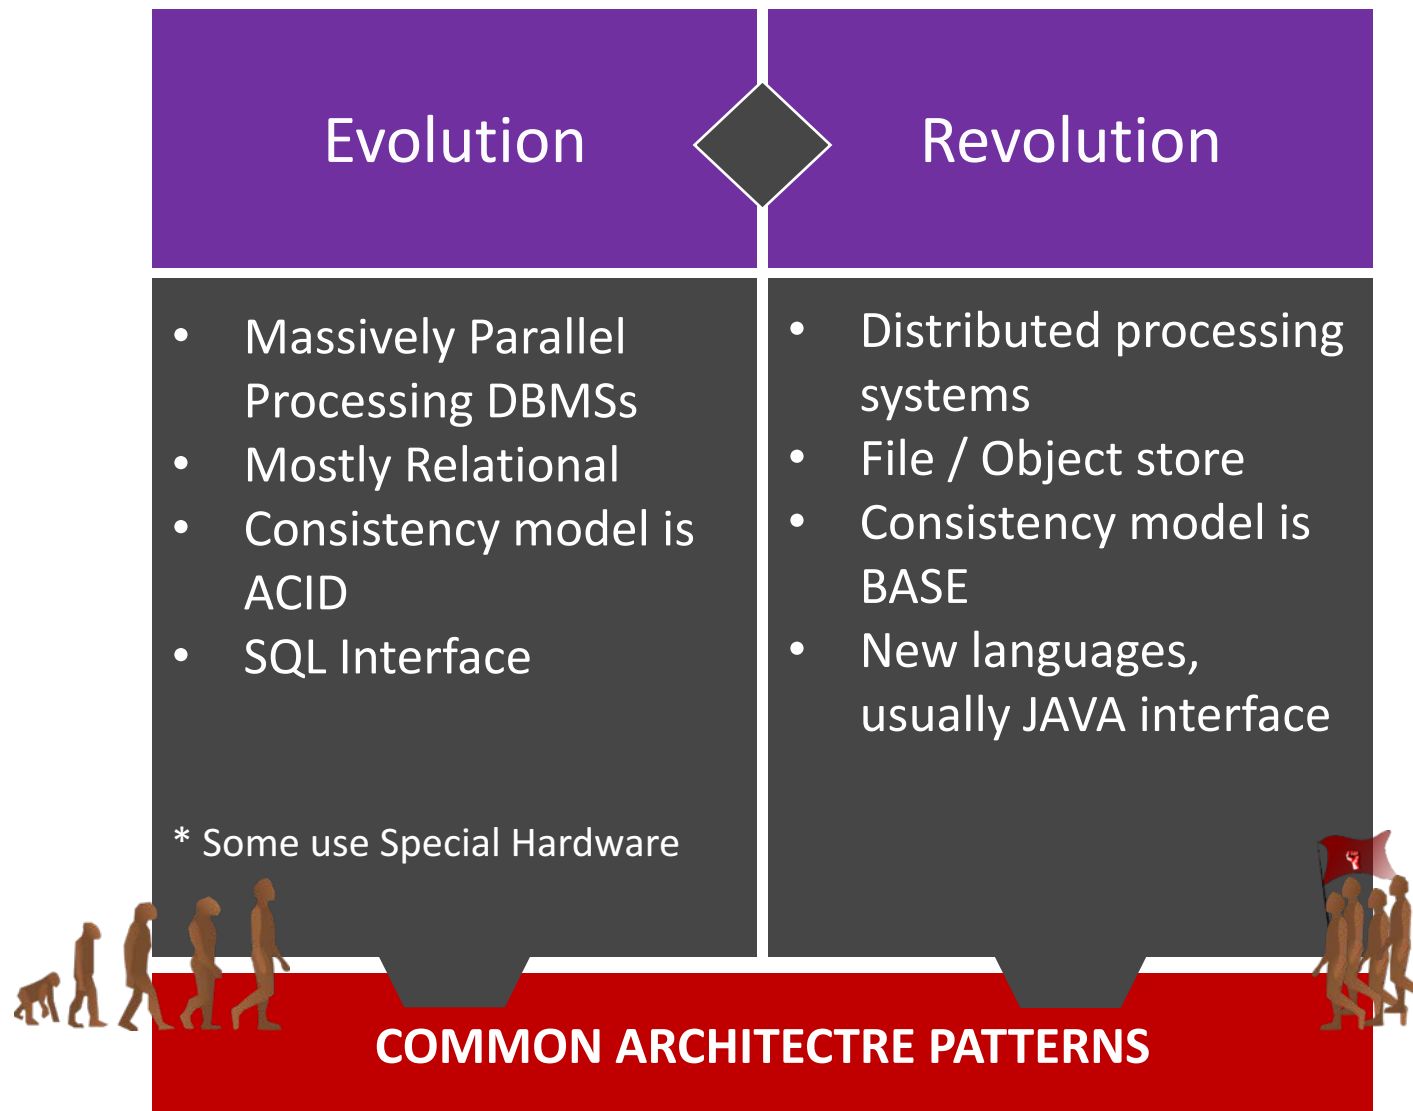 Evolution
Revolution
• Massively Parallel
Processing DBMSs
• Mostly Relational
• Consistency model is
ACID
• SQL Interface
* Some use Special Hardware
• Distributed processing
systems
• File / Object store
• Consistency model is
BASE
• New languages,
usually JAVA interface
COMMON ARCHITECTRE PATTERNS